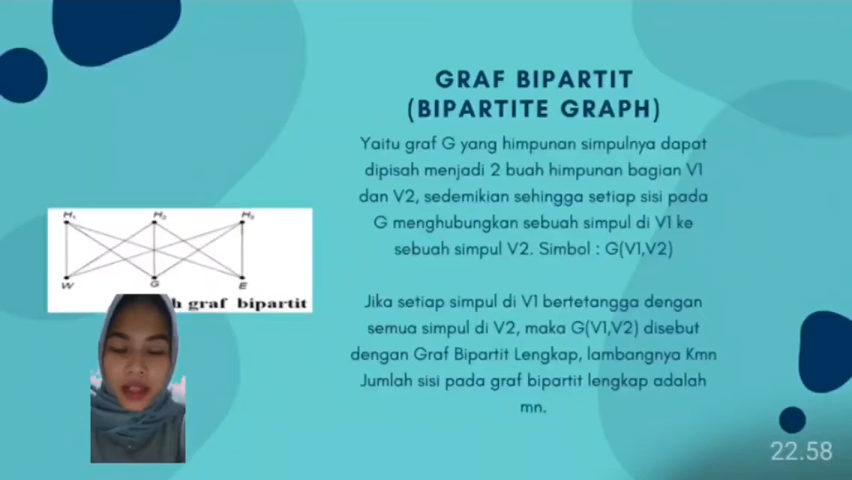 GRAF BIPARTIT
(BIPARTITE GRAPH)
Yaitu graf G yang himpunan simpulnya dapat
dipisah menjadi 2 buah himpunan bagian V1
dan V2, sedemikian sehingga setiap sisi pada
G menghubungkan sebuah simpul di V1 ke
sebuah simpul V2. Simbol : G(V1,V2)
Jika setiap simpul di V1 bertetangga dengan
semua simpul di V2, maka G(V1,V2) disebut
dengan Graf Bipartit Lengkap, lambangnya Kmn
Jumlah sisi pada graf bipartit lengkap adalah
mn.
H₁ H₂ H₃
W G E
h graf bipartit
22.58